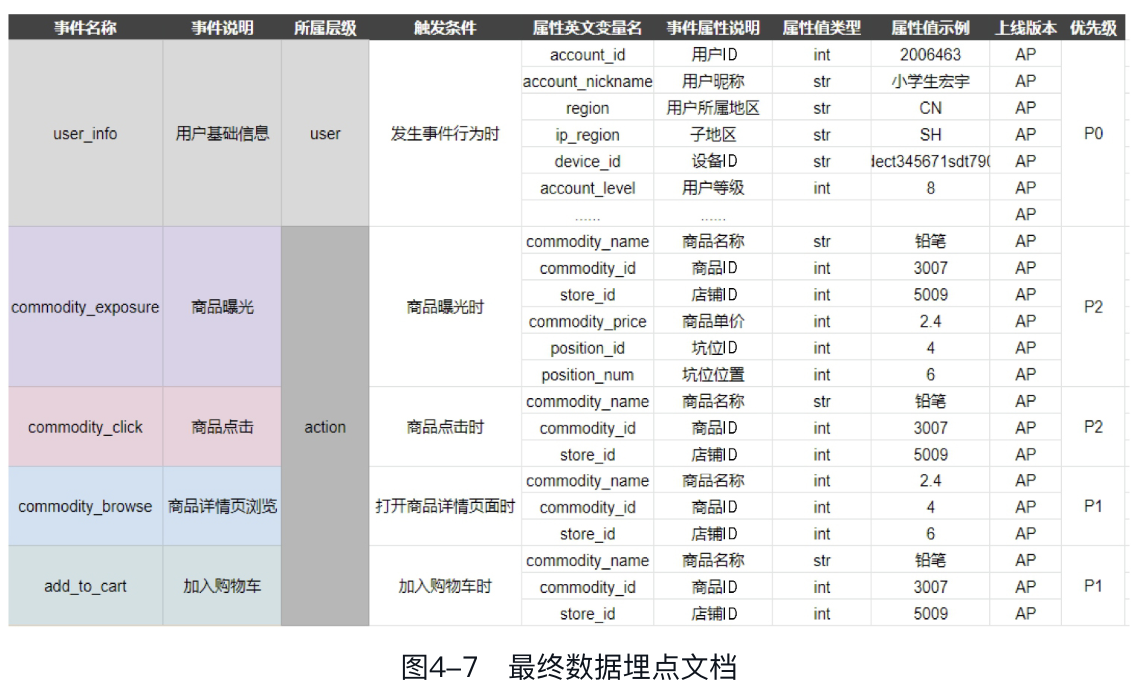 事件名称 事件说明 所属层级 触发条件 属性英文变量名 事件属性说明 属性值类型 属性值示例 上线版本 优先级
user_info 用户基础信息 user 发生事件行为时 account_id 用户ID int 2006463 AP P0
account_nickname 用户昵称 str 小学生宏宇 AP
region 用户所属地区 str CN AP
ip_region 子地区 str SH AP
device_id 设备ID str dect345671sdt790 AP
account_level 用户等级 int 8 AP
...... ...... AP
commodity_exposure 商品曝光 action 商品曝光时 commodity_name 商品名称 str 铅笔 AP P2
commodity_id 商品ID int 3007 AP
store_id 店铺ID int 5009 AP
commodity_price 商品单价 int 2.4 AP
position_id 坑位ID int 4 AP
position_num 坑位位置 int 6 AP
commodity_click 商品点击 商品点击时 commodity_name 商品名称 str 铅笔 AP P2
commodity_id 商品ID int 3007 AP
store_id 店铺ID int 5009 AP
commodity_browse 商品详情页浏览 打开商品详情页面时 commodity_name 商品名称 int 2.4 AP P1
commodity_id 商品ID int 4 AP
store_id 店铺ID int 6 AP
add_to_cart 加入购物车 加入购物车时 commodity_name 商品名称 str 铅笔 AP P1
commodity_id 商品ID int 3007 AP
store_id 店铺ID int 5009 AP
图4–7 最终数据埋点文档